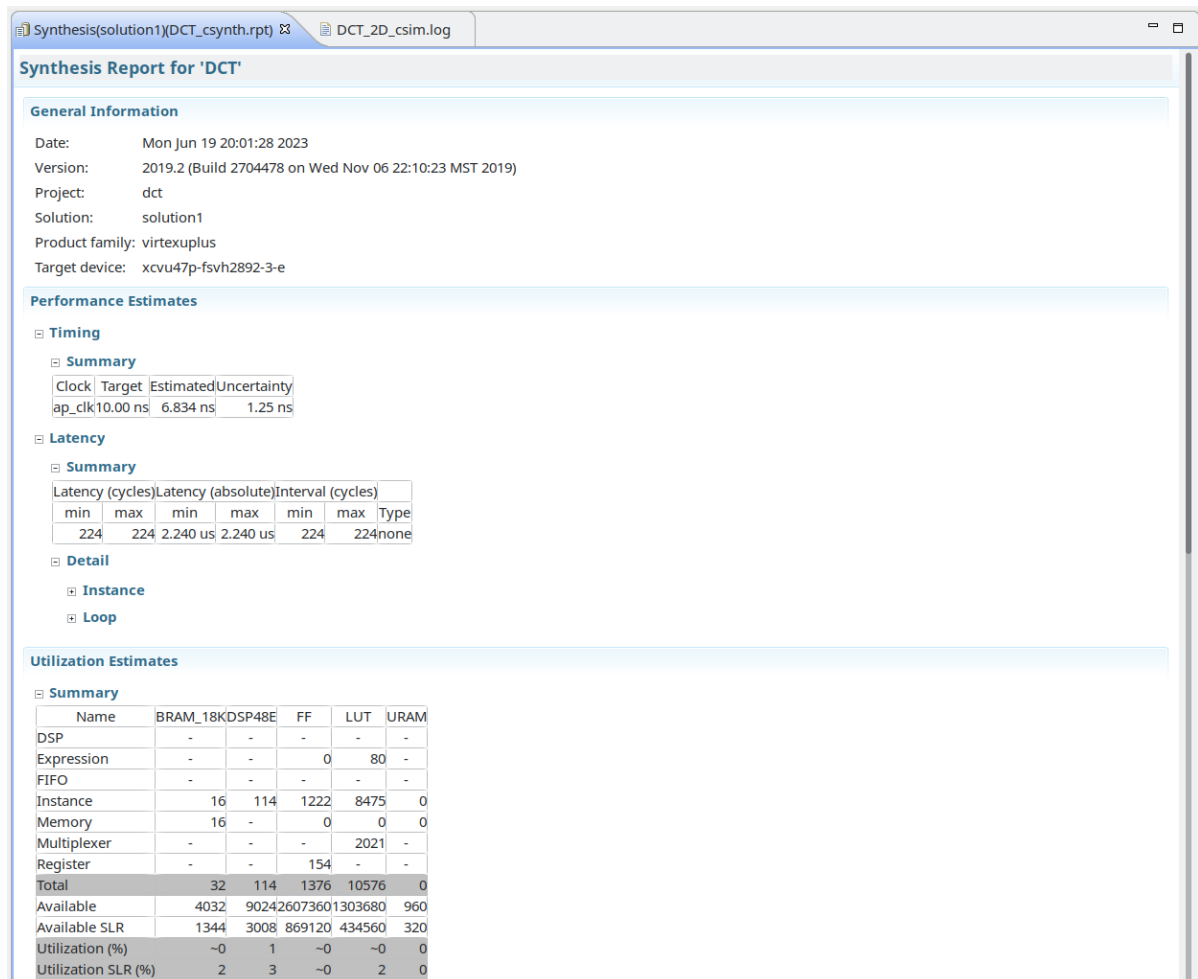 Synthesis(solution1)(DCT_csynth.rpt) DCT_2D_csim.log
Synthesis Report for 'DCT'
General Information
Date: Mon Jun 19 20:01:28 2023
Version: 2019.2 (Build 2704478 on Wed Nov 06 22:10:23 MST 2019)
Project: dct
Solution: solution1
Product family: virtexuplus
Target device: xcvu47p-fsvh2892-3-e
Performance Estimates
Timing
Summary
Clock Target Estimated Uncertainty
ap_clk 10.00 ns 6.834 ns 1.25 ns
Latency
Summary
Latency (cycles) Latency (absolute) Interval (cycles)
min max min max min max Type
224 224 2.240 us 2.240 us 224 224 none
Detail
Instance
Loop
Utilization Estimates
Summary
Name BRAM_18K DSP48E FF LUT URAM
DSP - - - - -
Expression - - 0 80 -
FIFO - - - - -
Instance 16 114 1222 8475 0
Memory 16 - 0 0 0
Multiplexer - - - 2021 -
Register - - 154 - -
Total 32 114 1376 10576 0
Available 4032 9024 2607360 1303680 960
Available SLR 1344 3008 869120 434560 320
Utilization (%) ~0 1 ~0 ~0 0
Utilization SLR (%) 2 3 ~0 2 0